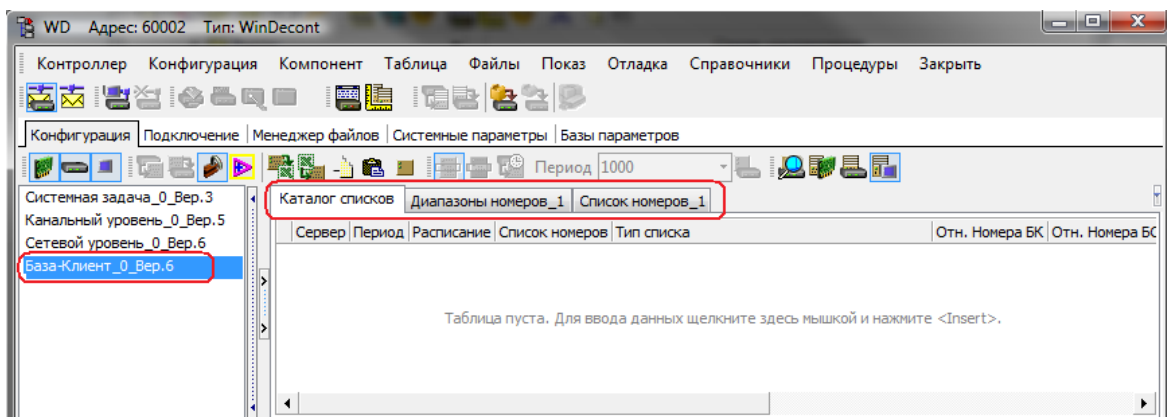 WD Адрес: 60002 Тип: WinDecont
Контроллер Конфигурация Компонент Таблица Файлы Показ Отладка Справочники Процедуры Закрыть
Конфигурация Подключение Менеджер файлов Системные параметры Базы параметров
Период 1000
Системная задача_0_Вер.3
Канальный уровень_0_Вер.5
Сетевой уровень_0_Вер.6
База-Клиент_0_Вер.6
Каталог списков Диапазоны номеров_1 Список номеров_1
Сервер Период Расписание Список номеров Тип списка Отн. Номера БК Отн. Номера БС
Таблица пуста. Для ввода данных щелкните здесь мышкой и нажмите <Insert>.